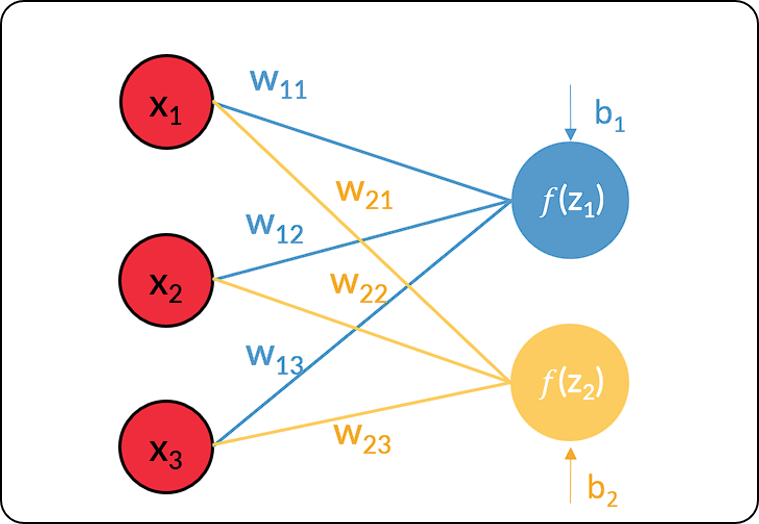 x₁
w₁₁
b₁
w₂₁
f(z₁)
w₁₂
x₂
w₂₂
w₁₃
f(z₂)
x₃
w₂₃
b₂